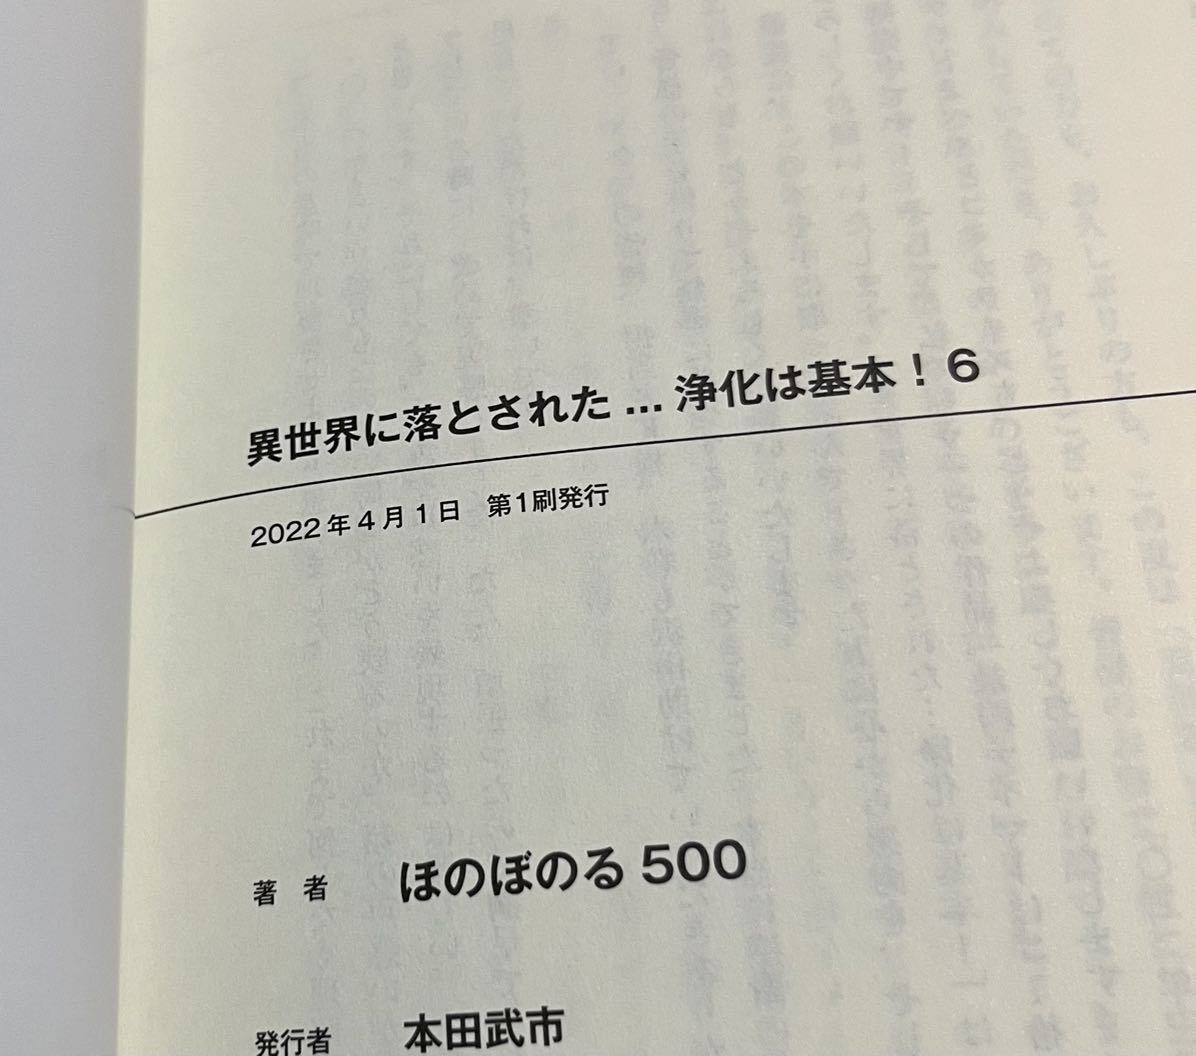 異世界に落とされた…浄化は基本！6
2022年4月1日　第1刷発行
著　者　ほのぼのる500
発行者　本田武市